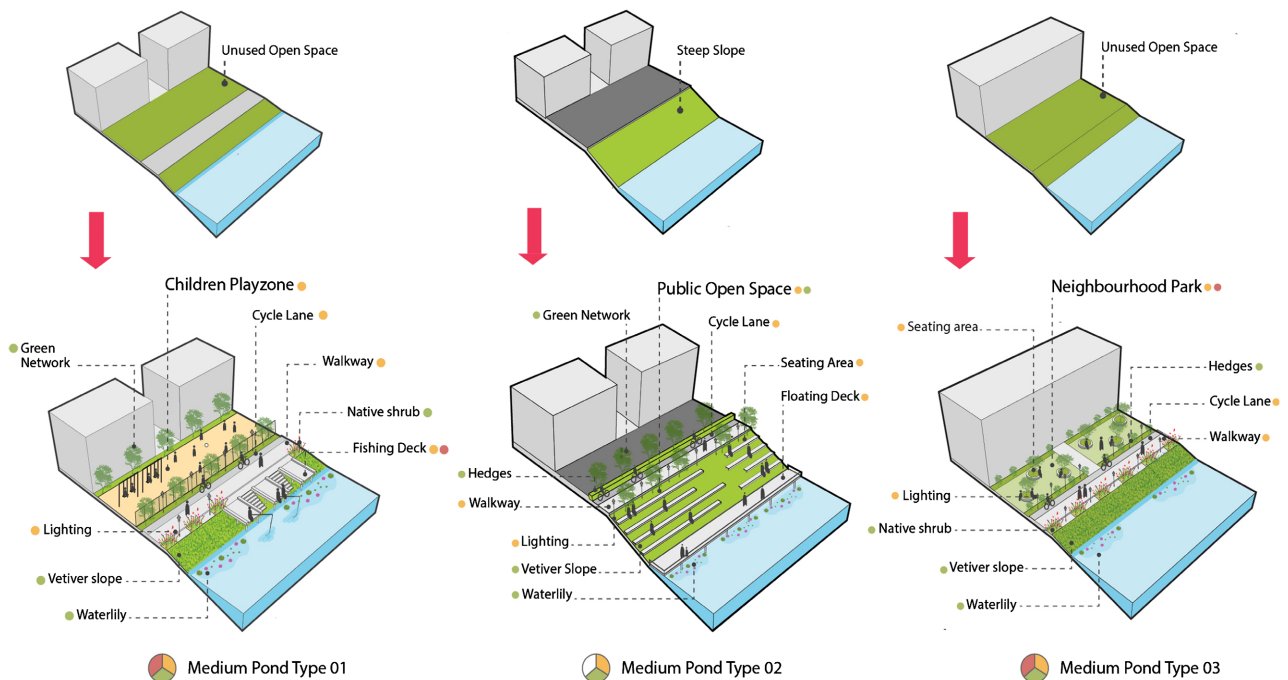 Unused Open Space
Steep Slope
Unused Open Space
Children Playzone
Cycle Lane
Green
Network
Walkway
Native shrub
Fishing Deck
Lighting
Vetiver slope
Waterlily
Medium Pond Type 01
Public Open Space
Green Network
Cycle Lane
Seating Area
Floating Deck
Hedges
Walkway
Lighting
Vetiver Slope
Waterlily
Medium Pond Type 02
Neighbourhood Park
Seating area
Hedges
Cycle Lane
Walkway
Lighting
Native shrub
Vetiver slope
Waterlily
Medium Pond Type 03